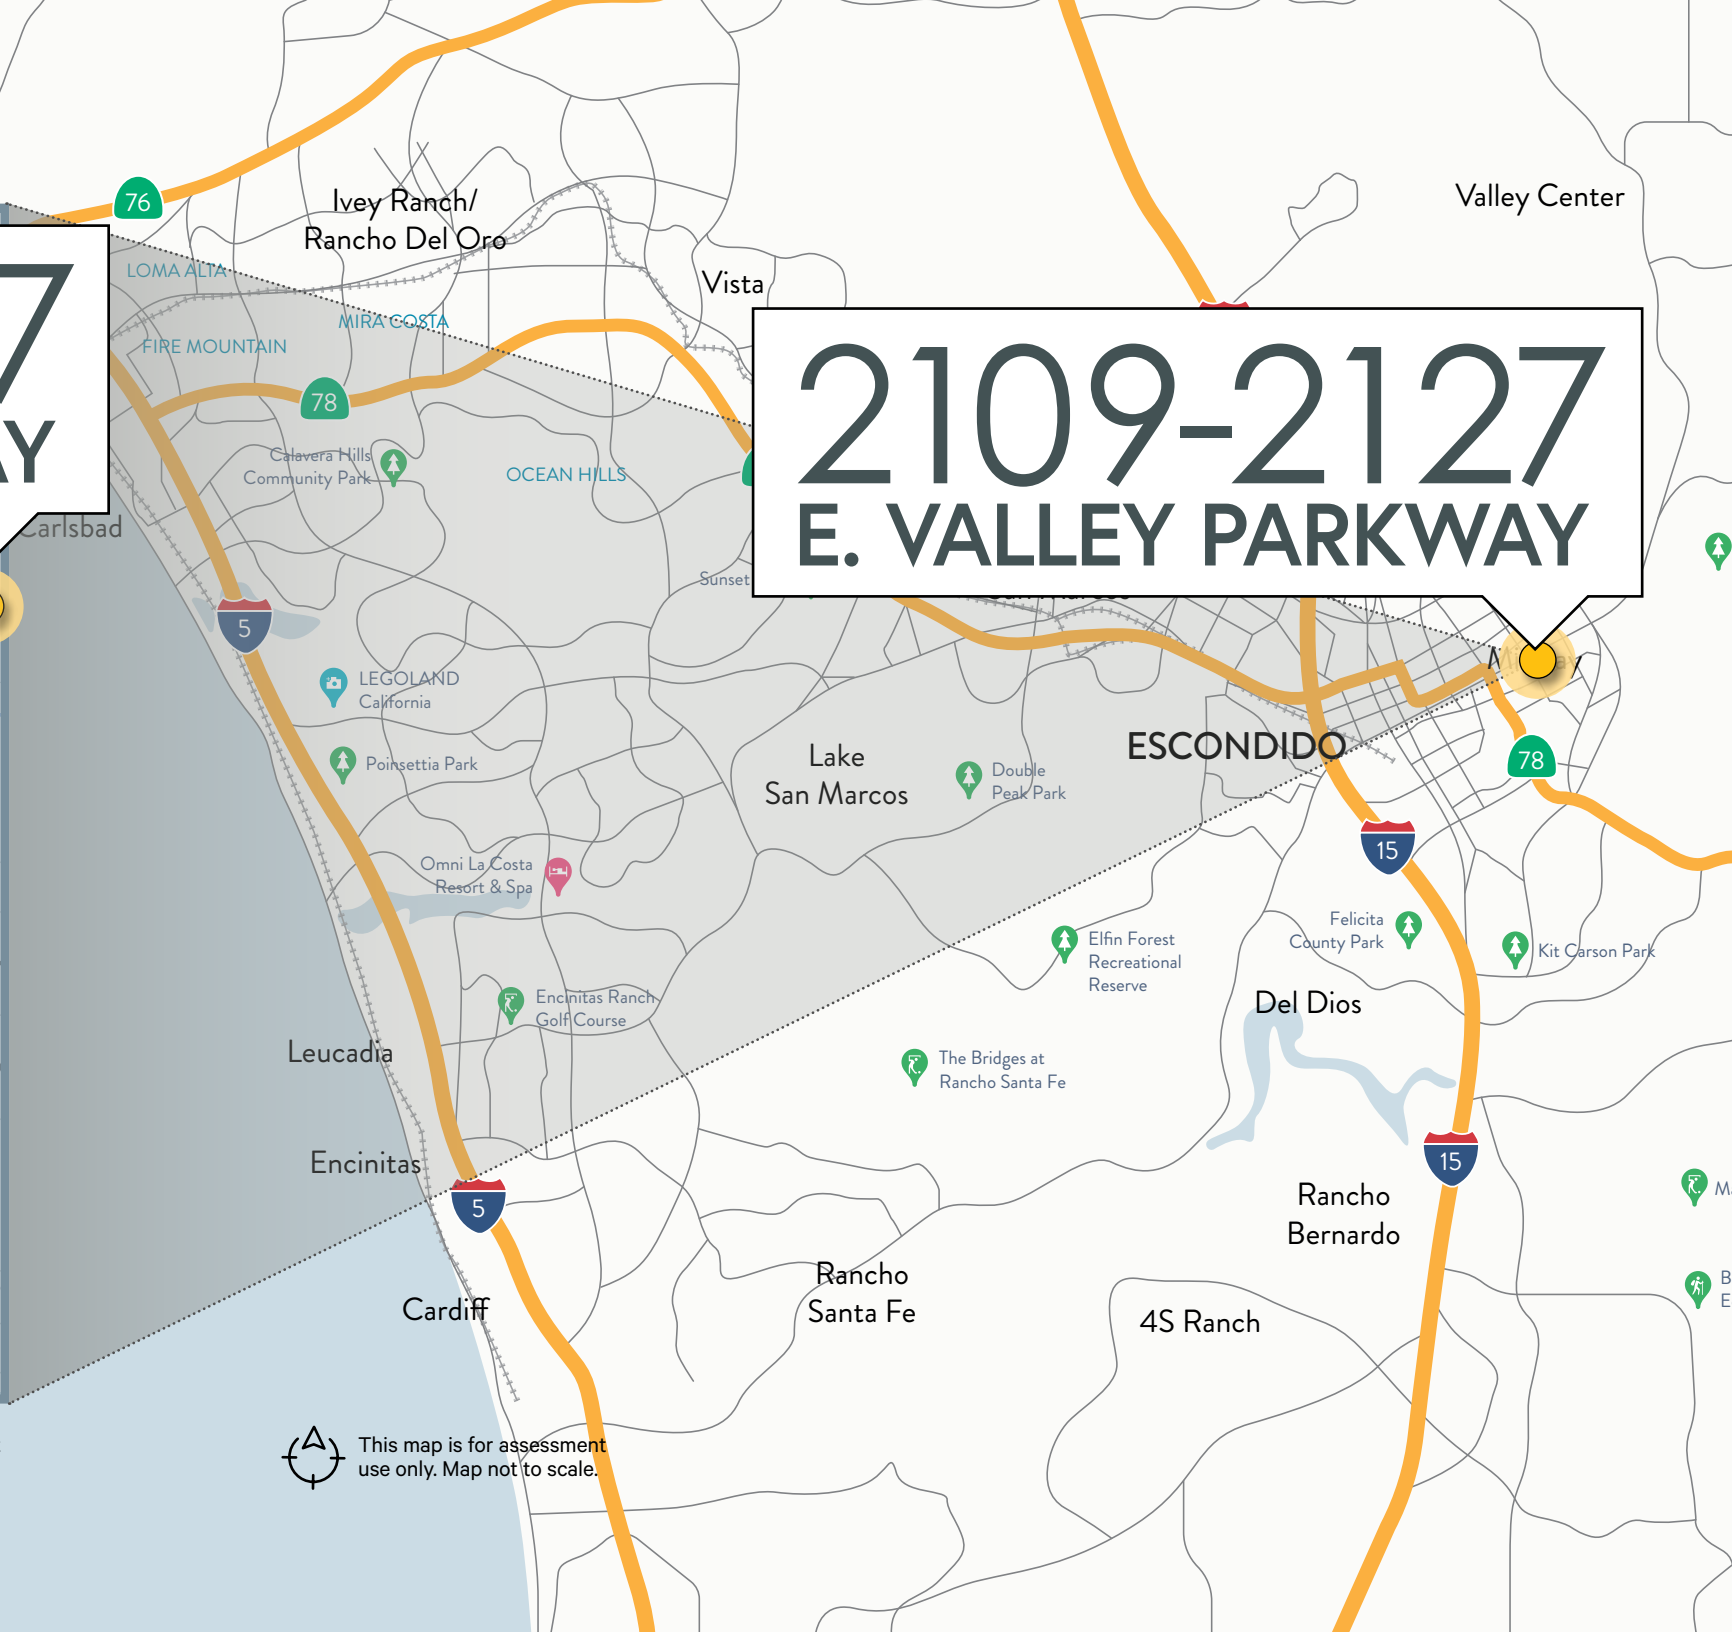 76
Ivey Ranch/
Rancho Del Oro
Valley Center
LOMA ALTA
Vista
MIRA COSTA
FIRE MOUNTAIN
7
AY
78
2109-2127
E. VALLEY PARKWAY
Calavera Hills
Community Park
OCEAN HILLS
Carlsbad
Sunset
5
LEGOLAND
California
Poinsettia Park
Lake
San Marcos
Double
Peak Park
ESCONDIDO
78
15
Omni La Costa
Resort & Spa
Felicita
County Park
Kit Carson Park
Elfin Forest
Recreational
Reserve
Encinitas Ranch
Golf Course
Del Dios
Leucadia
The Bridges at
Rancho Santa Fe
Encinitas
15
5
Rancho
Bernardo
Rancho
Santa Fe
Cardiff
4S Ranch
This map is for assessment
use only. Map not to scale.